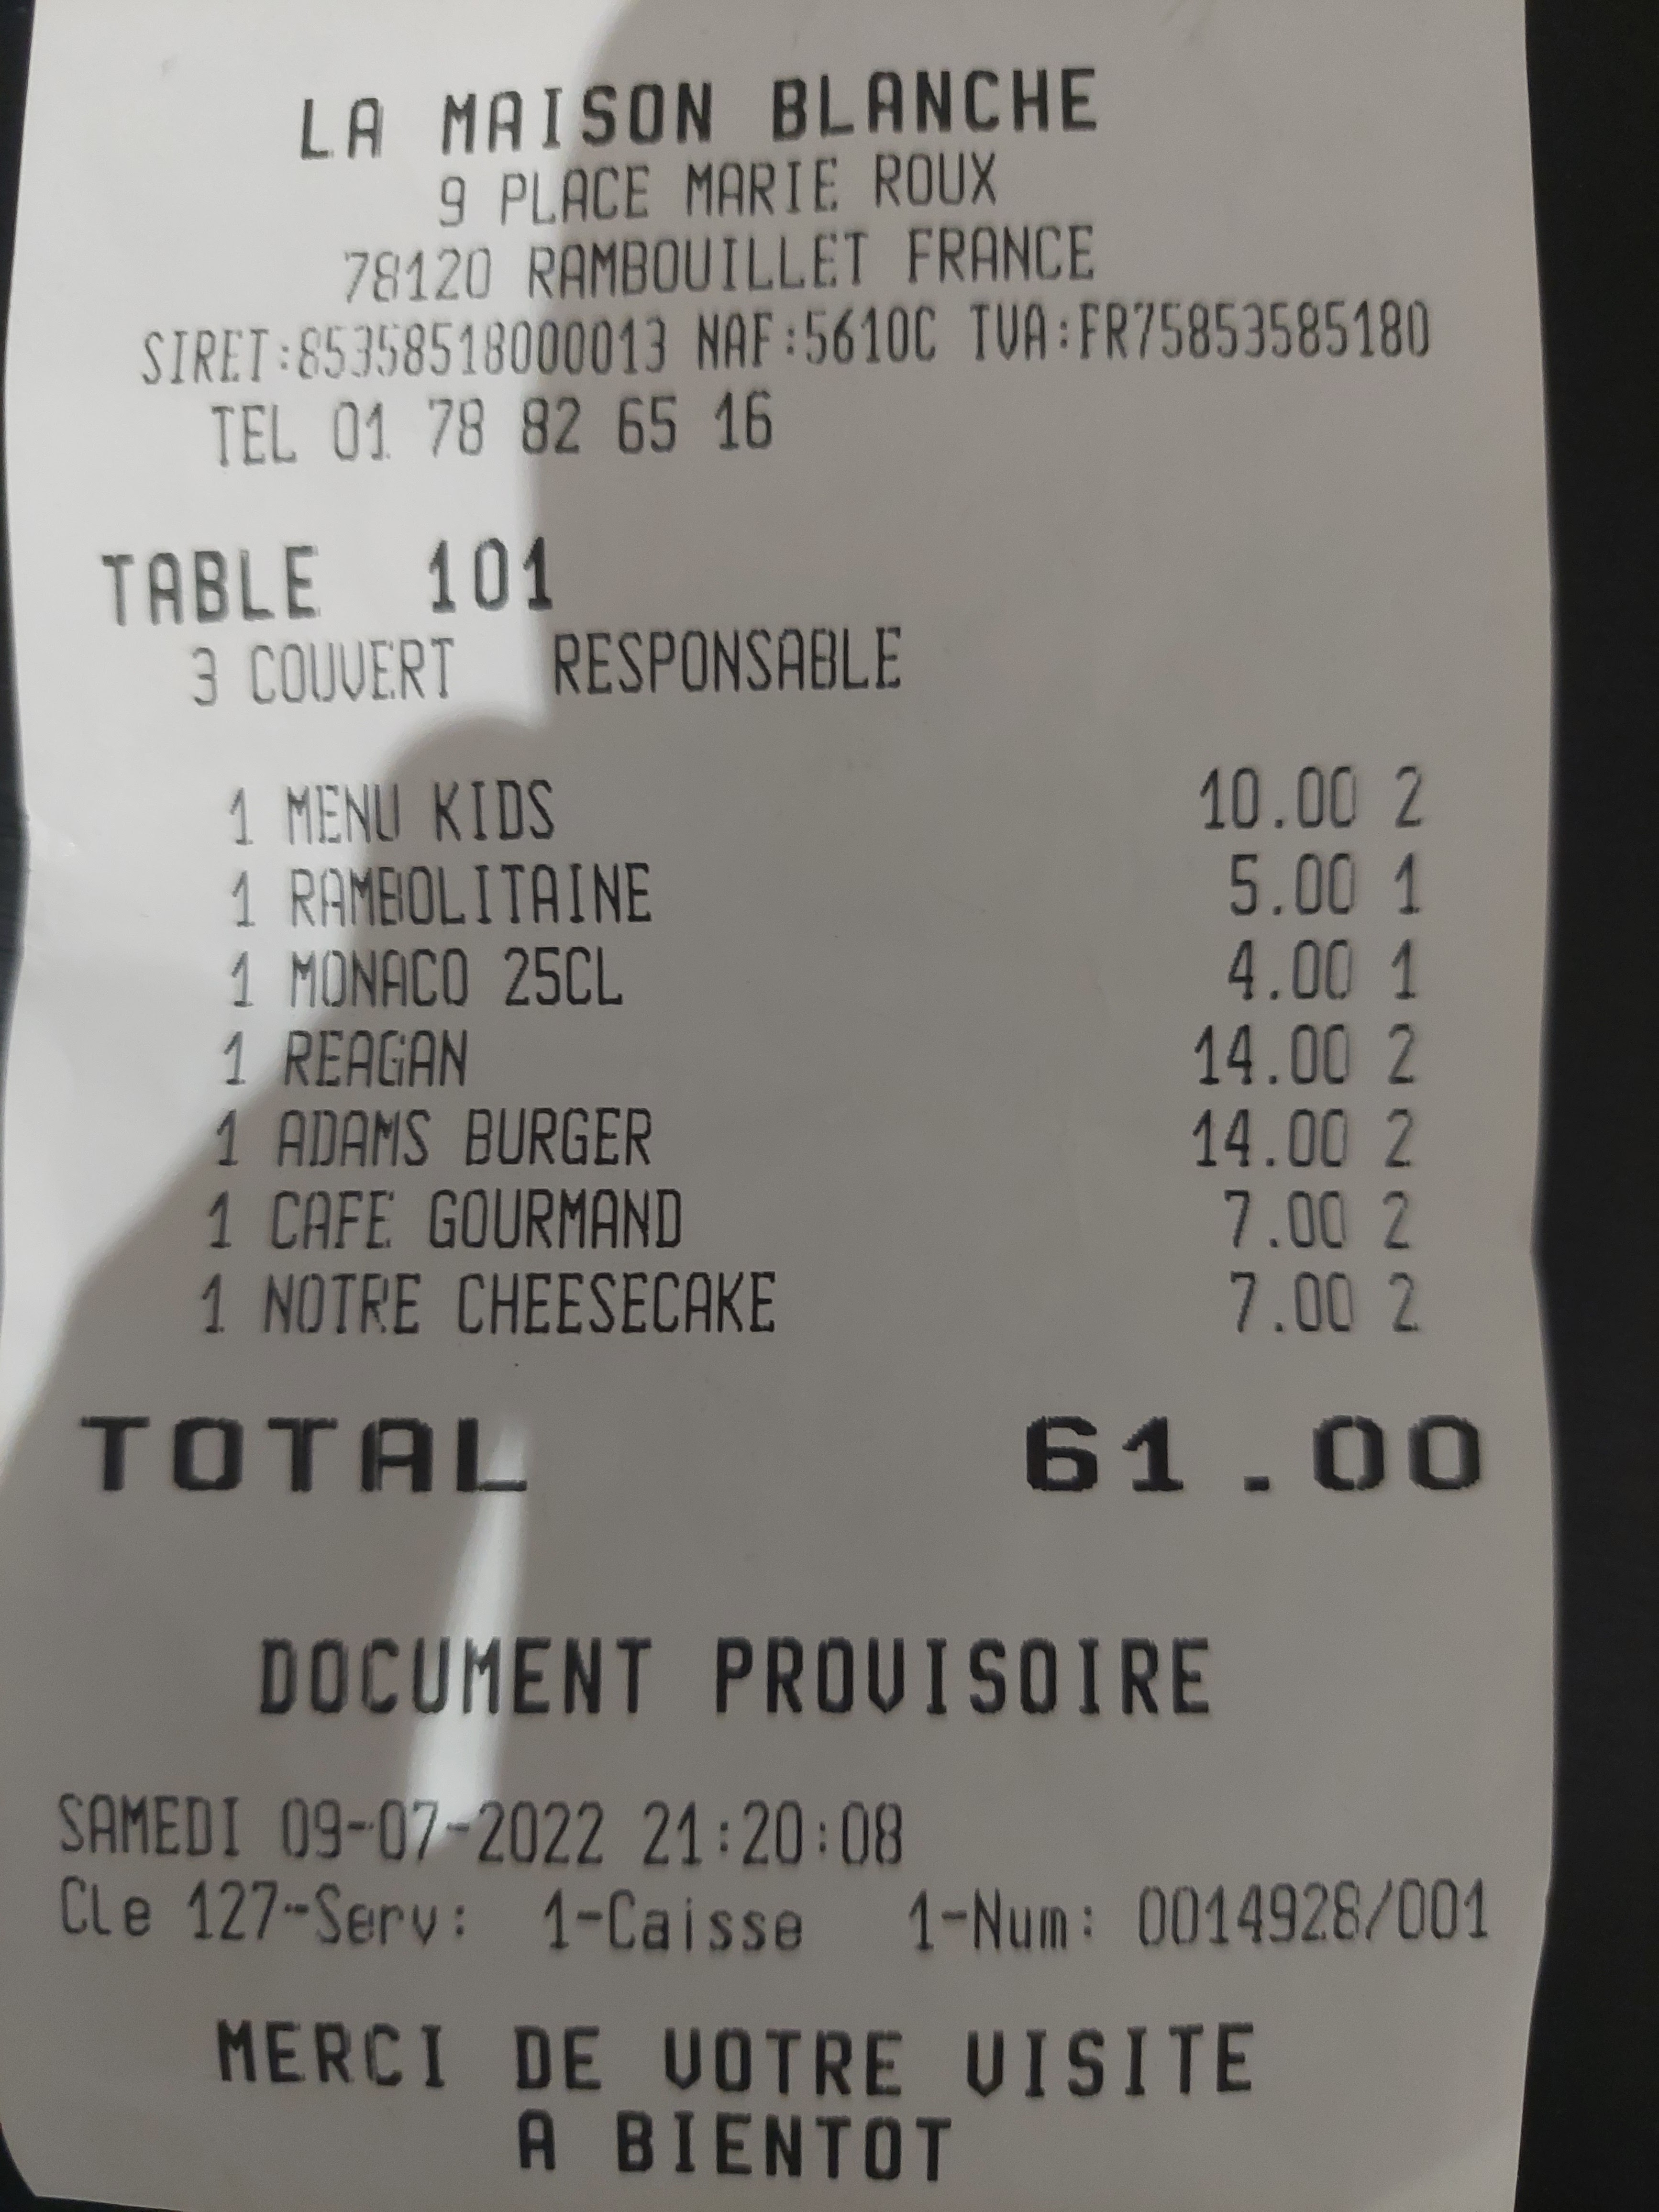 LA MAISON BLANCHE
9 PLACE MARIE ROUX
78120 RAMBOUILLET FRANCE
SIRET:85358518000013 NAF:5610C TVA:FR75853585180
TEL 01 78 82 65 16
TABLE 101
3 COUVERT RESPONSABLE
1 MENU KIDS 10.00 2
1 RAMBOLITAINE 5.00 1
1 MONACO 25CL 4.00 1
1 REAGAN 14.00 2
1 ADAMS BURGER 14.00 2
1 CAFE GOURMAND 7.00 2
1 NOTRE CHEESECAKE 7.00 2
TOTAL 61.00
DOCUMENT PROVISOIRE
SAMEDI 09-07-2022 21:20:08
Cle 127-Serv: 1-Caisse 1-Num: 0014928/001
MERCI DE VOTRE VISITE
A BIENTOT